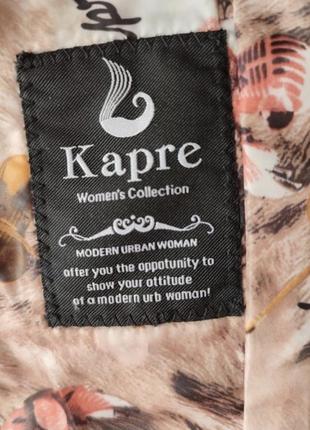 Kapre
Women's Collection
MODERN URBAN WOMAN
offer you the oppotunity to
show your attitude
of a modern urb woman!